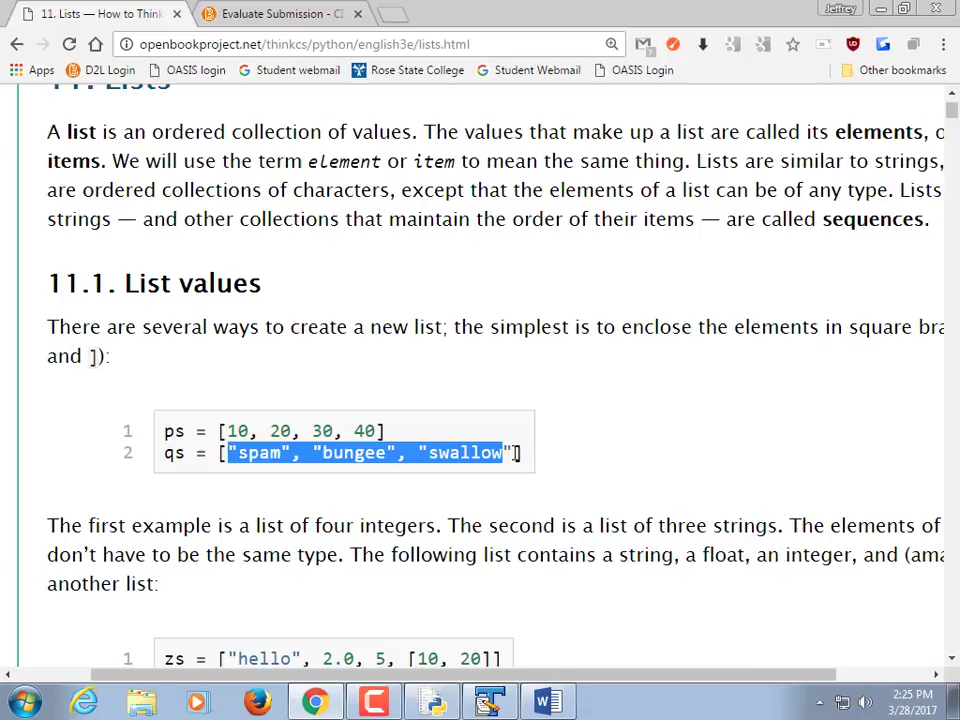 11. Lists — How to Think
Evaluate Submission - C
Jeffrey
openbookproject.net/thinkcs/python/english3e/lists.html
Apps D2L Login OASIS login Student webmail Rose State College Student Webmail OASIS Login Other bookmarks
11. Lists
A list is an ordered collection of values. The values that make up a list are called its elements, o
items. We will use the term element or item to mean the same thing. Lists are similar to strings,
are ordered collections of characters, except that the elements of a list can be of any type. Lists
strings — and other collections that maintain the order of their items — are called sequences.
11.1. List values
There are several ways to create a new list; the simplest is to enclose the elements in square bra
and ]):
1 ps = [10, 20, 30, 40]
2 qs = ["spam", "bungee", "swallow"]
The first example is a list of four integers. The second is a list of three strings. The elements of
don’t have to be the same type. The following list contains a string, a float, an integer, and (ama
another list:
1 zs = ["hello", 2.0, 5, [10, 20]]
2:25 PM
3/28/2017